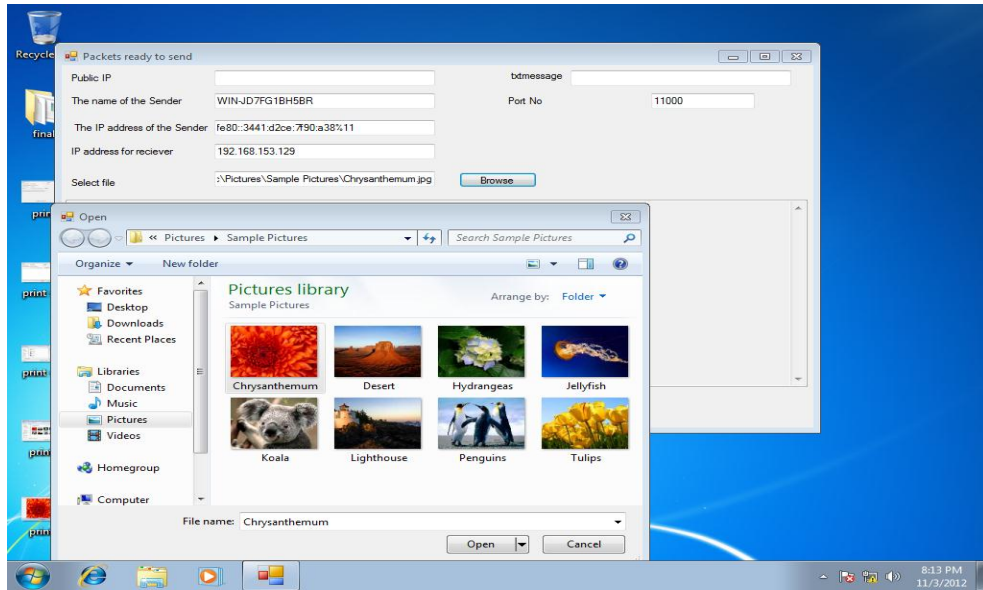 Recycle
Packets ready to send
Public IP
txtmessage
The name of the Sender WIN-JD7FG1BH5BR
Port No 11000
The IP address of the Sender fe80::3441:d2ce:7f90:a38%11
IP address for reciever 192.168.153.129
Select file :\Pictures\Sample Pictures\Chrysanthemum.jpg Browse
final
Open
« Pictures Sample Pictures
Search Sample Pictures
Organize New folder
Favorites
Desktop
Downloads
Recent Places
Libraries
Documents
Music
Pictures
Videos
Homegroup
Computer
Pictures library
Sample Pictures
Arrange by: Folder
Chrysanthemum Desert Hydrangeas Jellyfish
Koala Lighthouse Penguins Tulips
File name: Chrysanthemum
Open Cancel
print
print
8:13 PM
11/3/2012